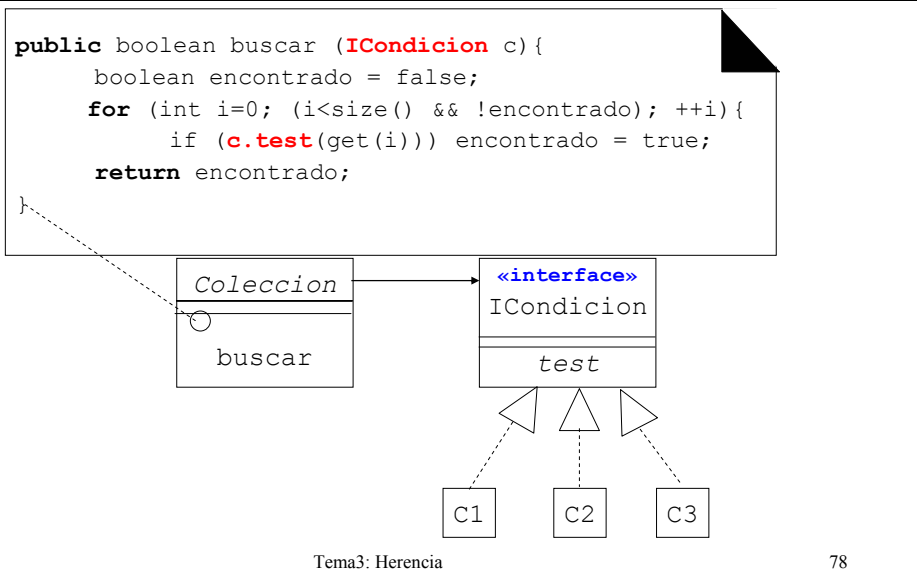 public boolean buscar (ICondicion c){
boolean encontrado = false;
for (int i=0; (i<size() && !encontrado); ++i){
if (c.test(get(i))) encontrado = true;
return encontrado;
}
Coleccion
buscar
«interface»
ICondicion
test
C1
C2
C3
Tema3: Herencia
78